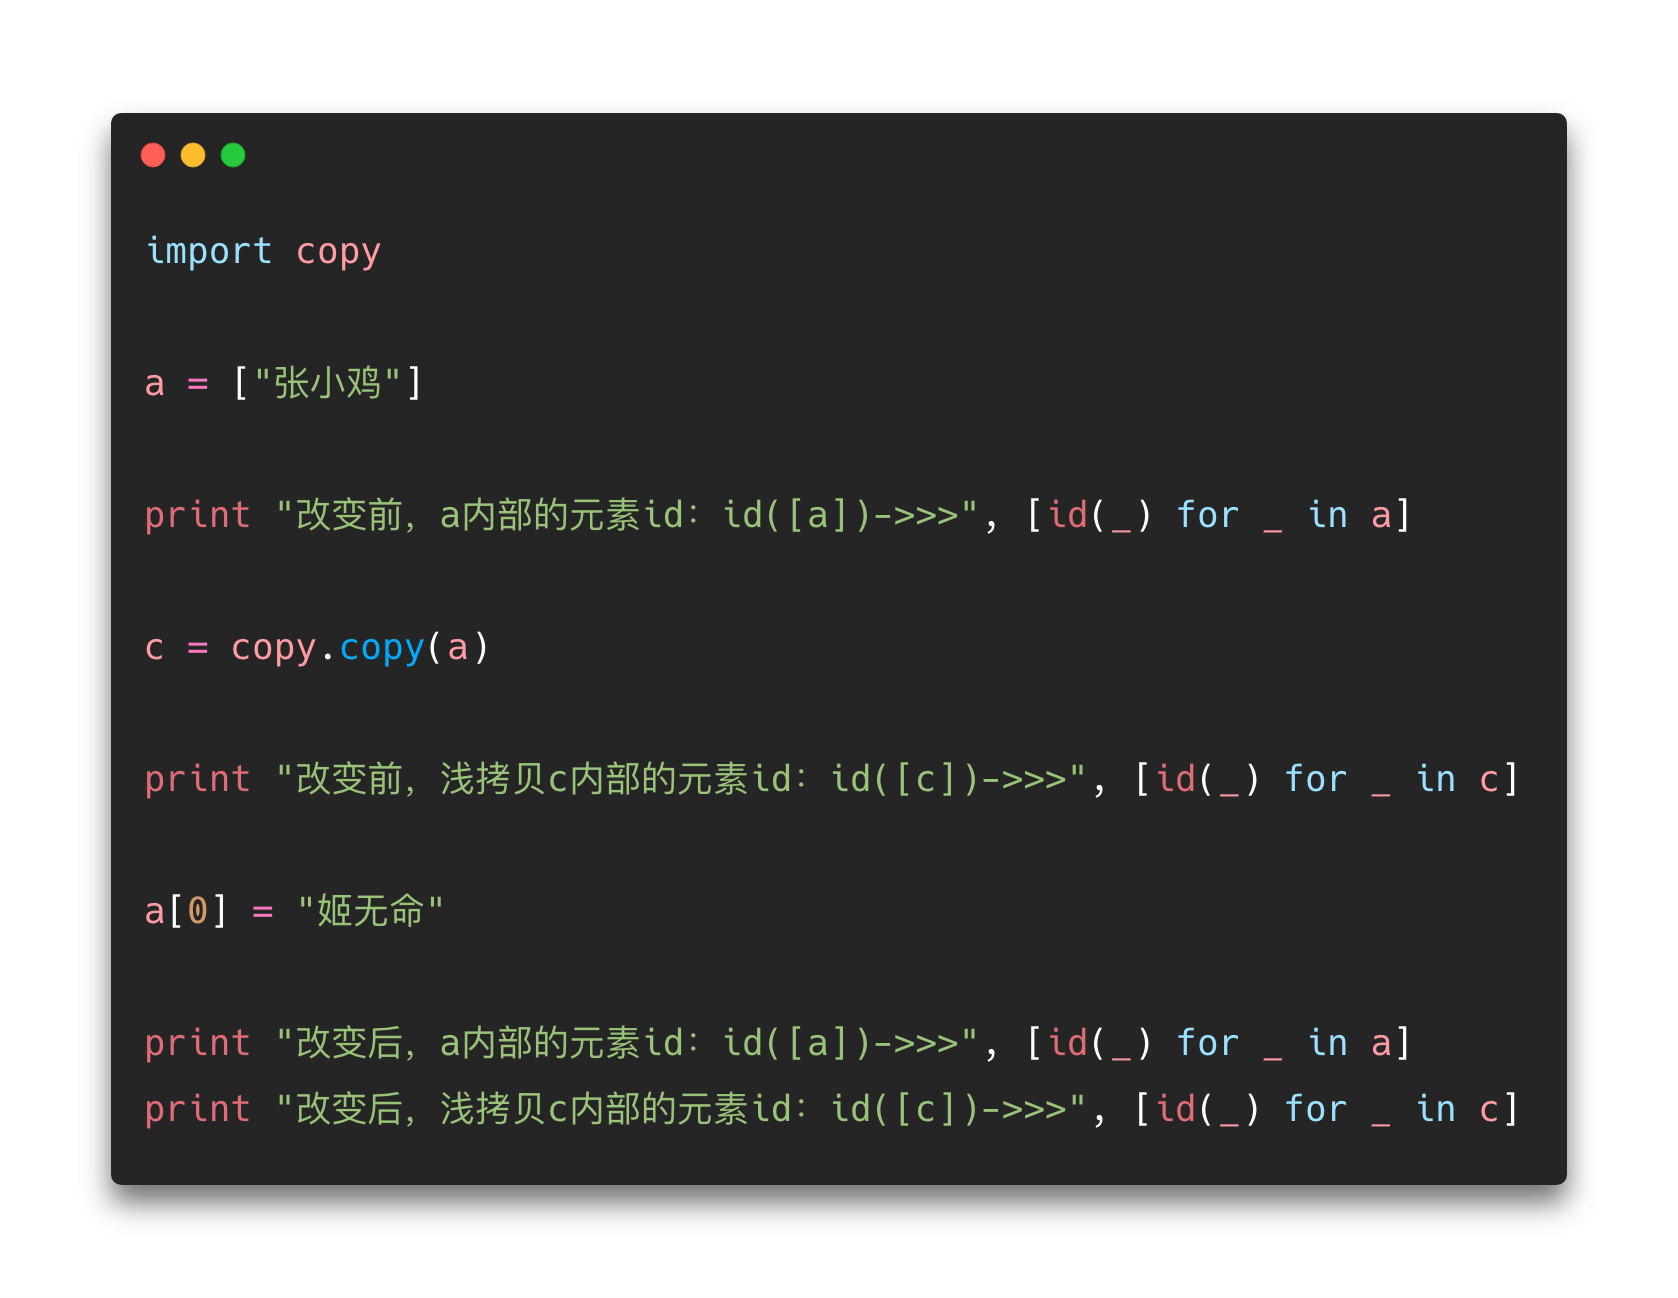 import copy
a = ["张小鸡"]
print "改变前，a内部的元素id：id([a])->>>", [id(_) for _ in a]
c = copy.copy(a)
print "改变前，浅拷贝c内部的元素id：id([c])->>>", [id(_) for _ in c]
a[0] = "姬无命"
print "改变后，a内部的元素id：id([a])->>>", [id(_) for _ in a]
print "改变后，浅拷贝c内部的元素id：id([c])->>>", [id(_) for _ in c]